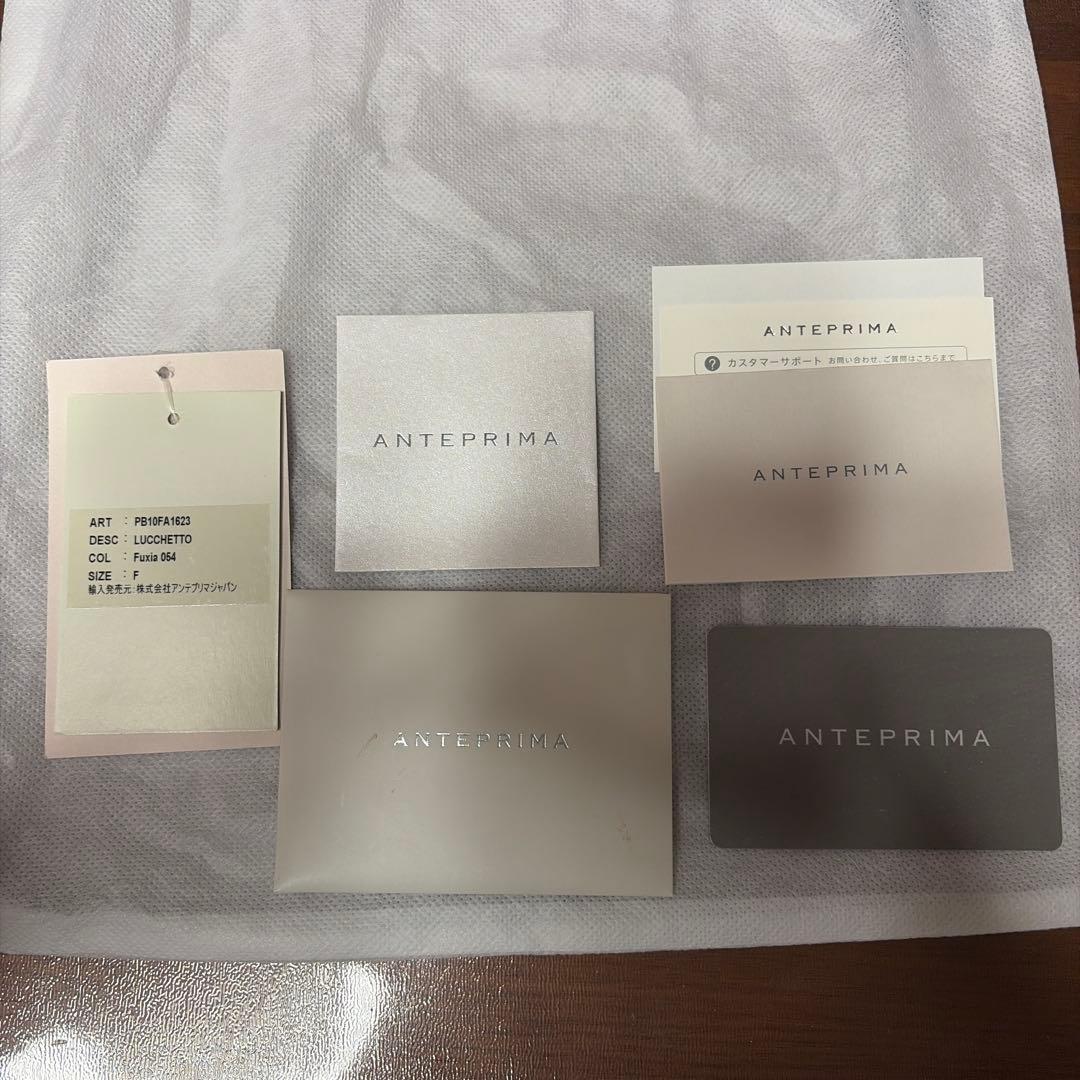 ANTEPRIMA
? カスタマーサポート お問い合わせ、ご質問はこちらまで
ANTEPRIMA
ANTEPRIMA
ART : PB10FA1623
DESC : LUCCHETTO
COL : Fuxia 054
SIZE : F
輸入発売元:株式会社アンテプリマジャパン
ANTEPRIMA
ANTEPRIMA